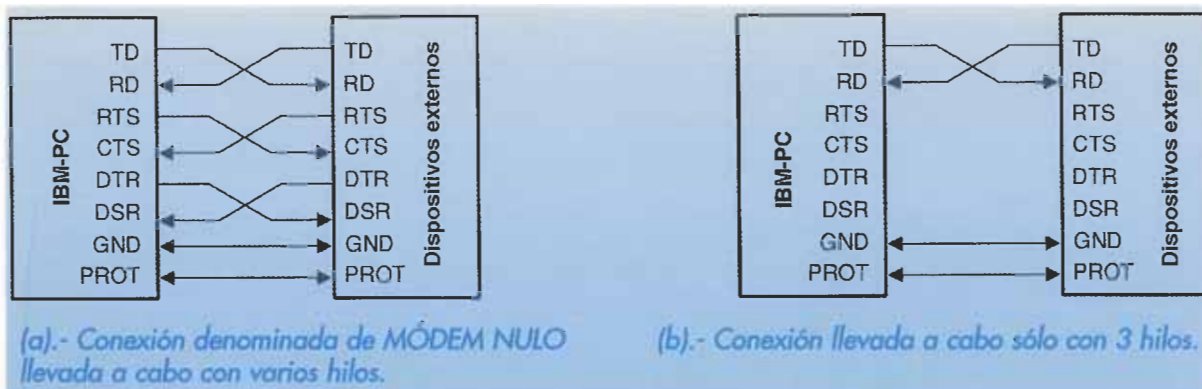 IBM-PC
TD
RD
RTS
CTS
DTR
DSR
GND
PROT
TD
RD
RTS
CTS
DTR
DSR
GND
PROT
Dispositivos externos
(a).- Conexión denominada de MÓDEM NULO
llevada a cabo con varios hilos.
IBM-PC
TD
RD
RTS
CTS
DTR
DSR
GND
PROT
TD
RD
RTS
CTS
DTR
DSR
GND
PROT
Dispositivos externos
(b).- Conexión llevada a cabo sólo con 3 hilos.